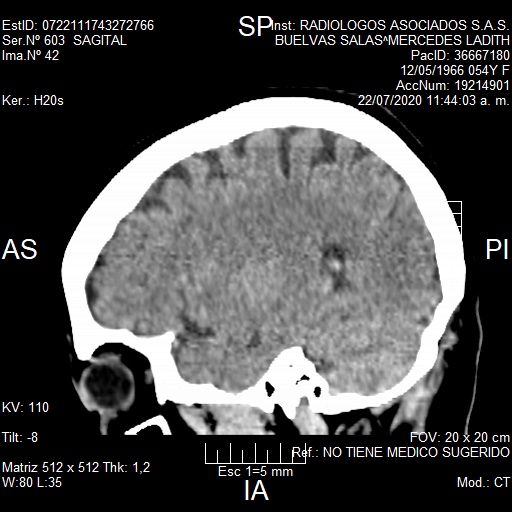 EstID: 0722111743272766
Ser.Nº 603 SAGITAL
Ima.Nº 42
Ker.: H20s
SP
Inst: RADIOLOGOS ASOCIADOS S.A.S.
BUELVAS SALAS^MERCEDES LADITH
PacID: 36667180
12/05/1966 054Y F
AccNum: 19214901
22/07/2020 11:44:03 a. m.
AS
PI
KV: 110
Tilt: -8
Matriz 512 x 512 Thk: 1,2
W:80 L:35
Esc 1=5 mm
IA
FOV: 20 x 20 cm
Ref.: NO TIENE MEDICO SUGERIDO
Mod.: CT